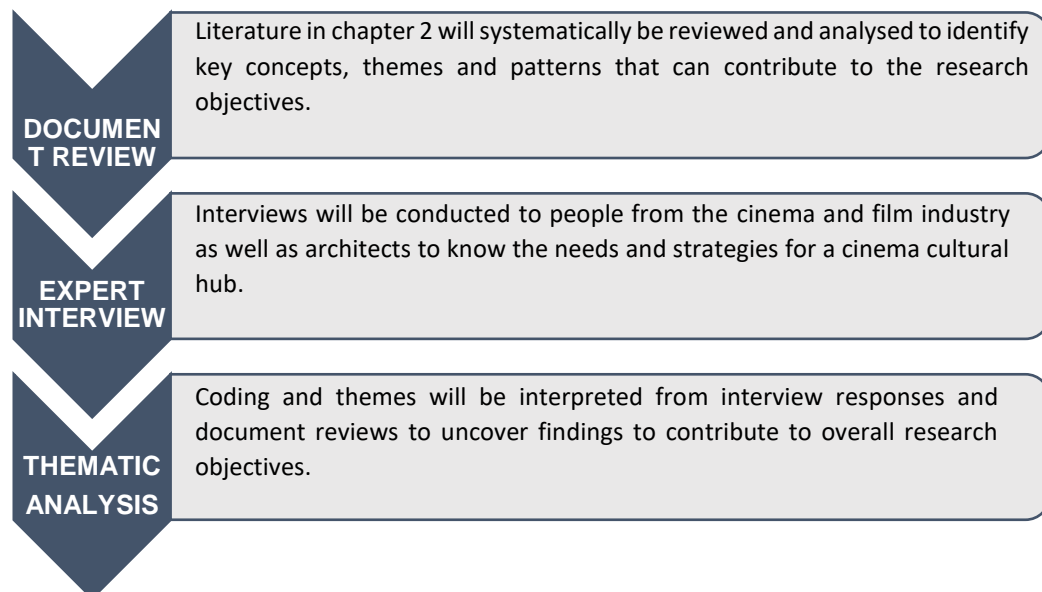 Literature in chapter 2 will systematically be reviewed and analysed to identify
key concepts, themes and patterns that can contribute to the research
objectives.
DOCUMEN
T REVIEW
Interviews will be conducted to people from the cinema and film industry
as well as architects to know the needs and strategies for a cinema cultural
hub.
EXPERT
INTERVIEW
Coding and themes will be interpreted from interview responses and
document reviews to uncover findings to contribute to overall research
objectives.
THEMATIC
ANALYSIS